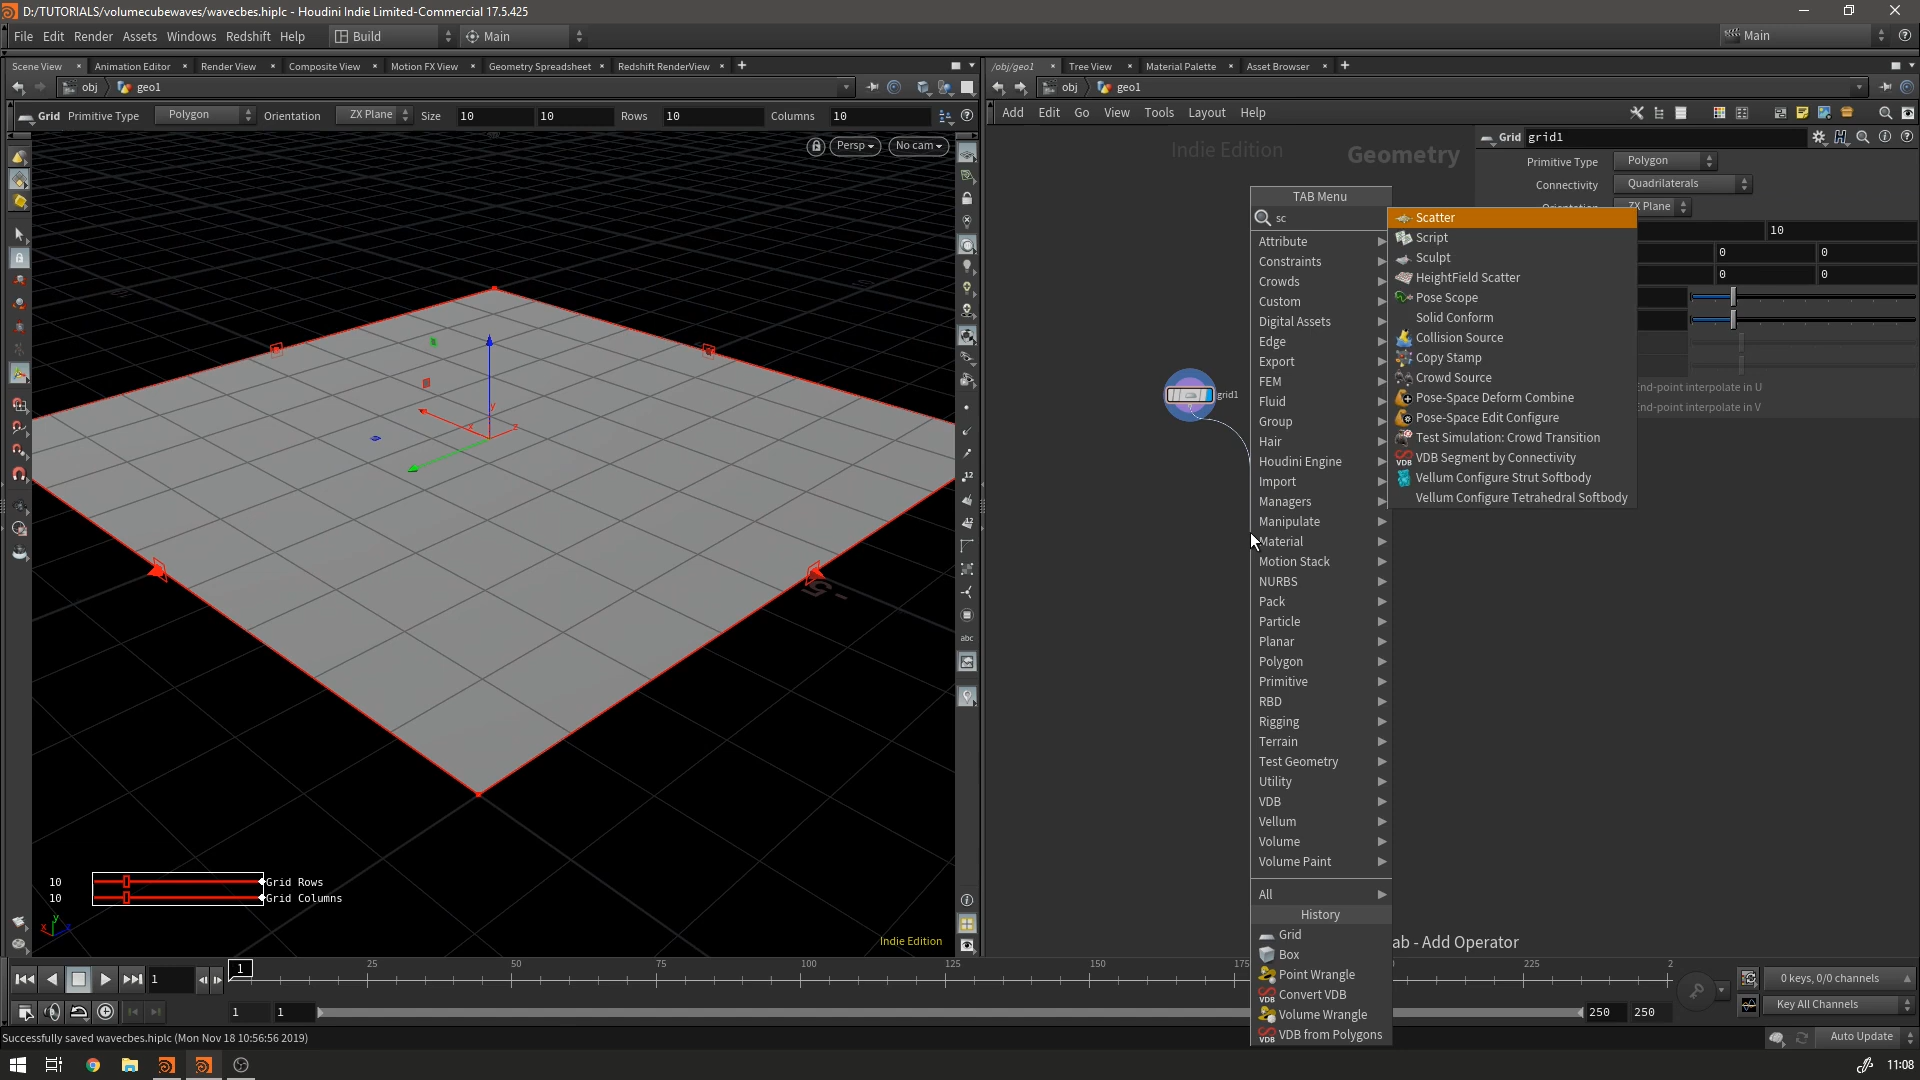 D:/TUTORIALS/volumecubewaves/wavecbes.hiplc - Houdini Indie Limited-Commercial 17.5.425
File Edit Render Assets Windows Redshift Help Build Main Main
Scene View Animation Editor Render View Composite View Motion FX View Geometry Spreadsheet Redshift RenderView
/obj/geo1 Tree View Material Palette Asset Browser
obj geo1
obj geo1
Grid Primitive Type Polygon Orientation ZX Plane Size 10 10 Rows 10 Columns 10
Add Edit Go View Tools Layout Help
Persp No cam
Indie Edition Geometry
Grid grid1
Primitive Type Polygon
Connectivity Quadrilaterals
ZX Plane
10
0 0
0 0
End-point interpolate in U
End-point interpolate in V
TAB Menu
sc
Attribute
Constraints
Crowds
Custom
Digital Assets
Edge
Export
FEM
Fluid
Group
Hair
Houdini Engine
Import
Managers
Manipulate
Material
Motion Stack
NURBS
Pack
Particle
Planar
Polygon
Primitive
RBD
Rigging
Terrain
Test Geometry
Utility
VDB
Vellum
Volume
Volume Paint
All
History
Grid
Box
Point Wrangle
VDB Convert VDB
Volume Wrangle
VDB VDB from Polygons
Scatter
Script
Sculpt
HeightField Scatter
Pose Scope
Solid Conform
Collision Source
Copy Stamp
Crowd Source
Pose-Space Deform Combine
Pose-Space Edit Configure
Test Simulation: Crowd Transition
VDB VDB Segment by Connectivity
Vellum Configure Strut Softbody
Vellum Configure Tetrahedral Softbody
grid1
y
x z
-5
12
12
abc
10 Grid Rows
10 Grid Columns
y
x z
Indie Edition
ab - Add Operator
1 1 25 50 75 100 125 150 175 225 2
0 keys, 0/0 channels
1 1 250 250
Key All Channels
Successfully saved wavecbes.hiplc (Mon Nov 18 10:56:56 2019)
Auto Update
11:08